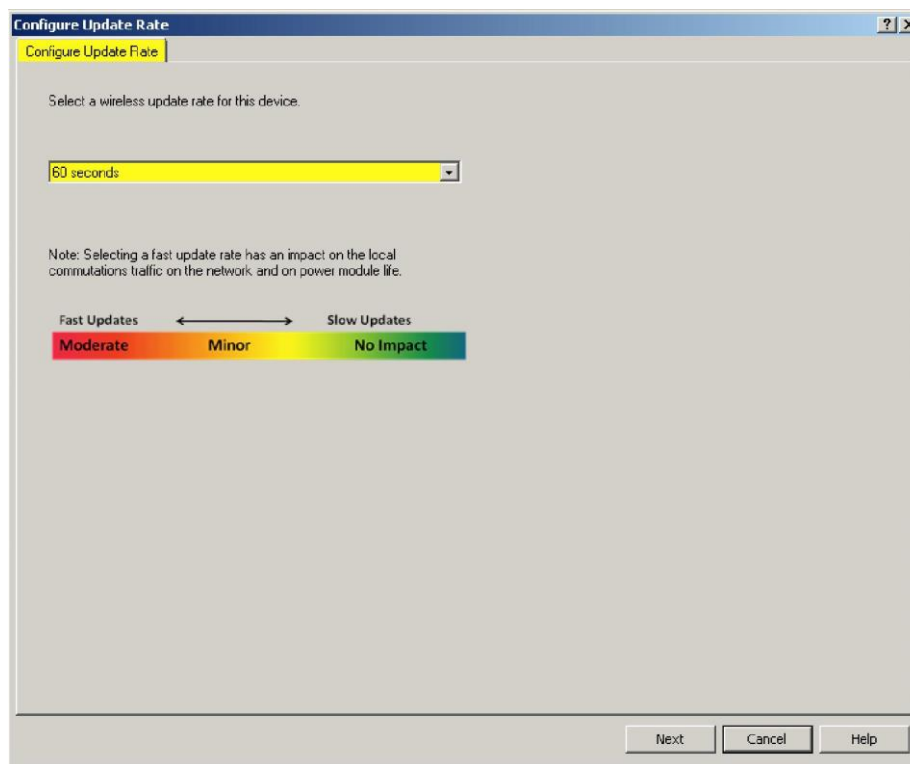 Configure Update Rate
Configure Update Rate
Select a wireless update rate for this device.
60 seconds
Note: Selecting a fast update rate has an impact on the local
commutations traffic on the network and on power module life.
Fast Updates Slow Updates
Moderate Minor No Impact
Next Cancel Help